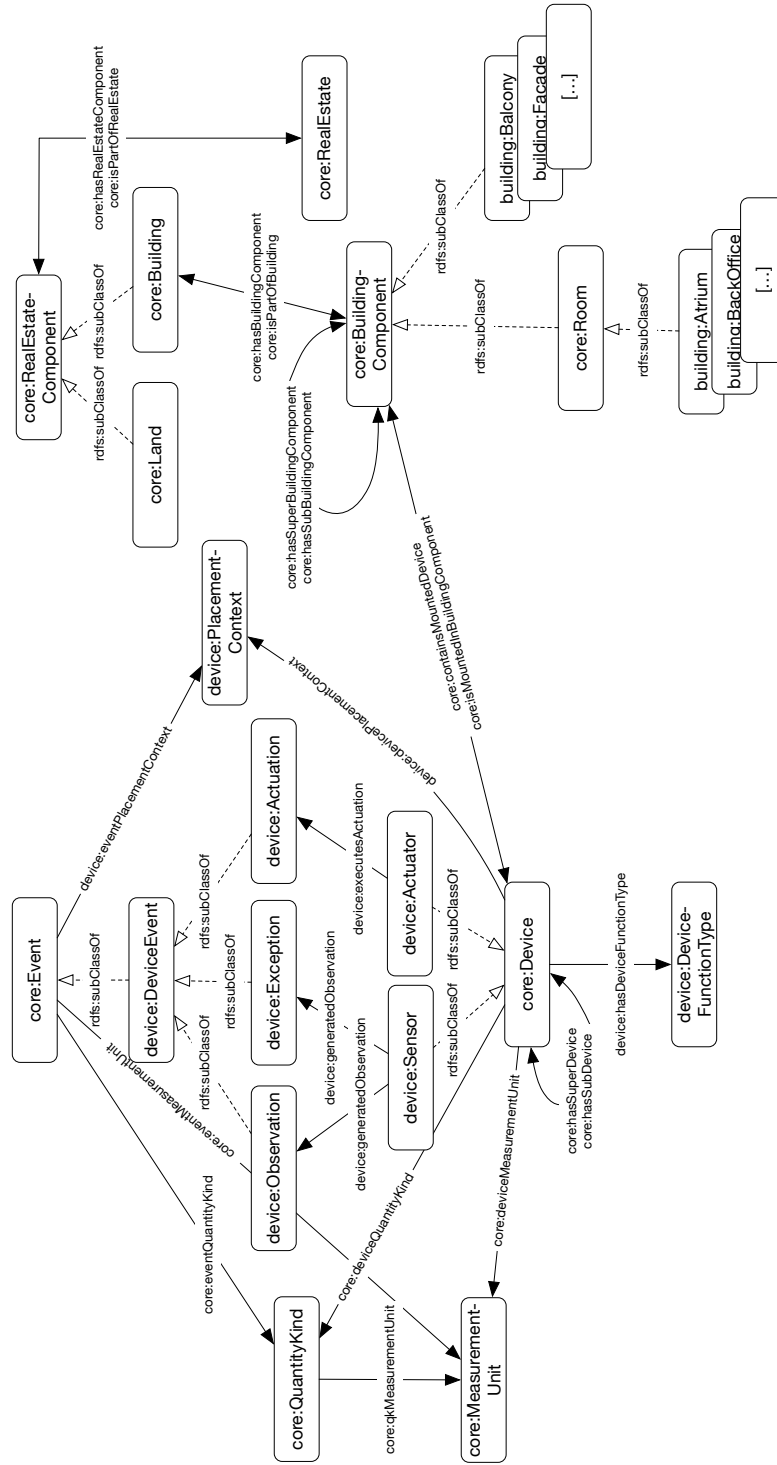 core:Event
device:eventPlacementContext
core:eventQuantityKind
core:eventMeasurementUnit
rdfs:subClassOf
device:DeviceEvent
rdfs:subClassOf
rdfs:subClassOf
rdfs:subClassOf
device:Observation
device:Exception
device:Actuation
device:Placement-
Context
device:generatedObservation
device:generatedObservation
device:executesActuation
device:devicePlacementContext
core:QuantityKind
core:qkMeasurementUnit
core:Measurement-
Unit
device:Sensor
device:Actuator
core:deviceQuantityKind
rdfs:subClassOf
rdfs:subClassOf
core:deviceMeasurementUnit
core:Device
core:hasSuperDevice
core:hasSubDevice
device:hasDeviceFunctionType
device:Device-
FunctionType
core:containsMountedDevice
core:isMountedInBuildingComponent
core:RealEstate-
Component
core:hasRealEstateComponent
core:isPartOfRealEstate
rdfs:subClassOf
rdfs:subClassOf
core:Land
core:Building
core:RealEstate
core:hasBuildingComponent
core:isPartOfBuilding
core:hasSuperBuildingComponent
core:hasSubBuildingComponent
core:Building-
Component
rdfs:subClassOf
rdfs:subClassOf
building:Balcony
building:Facade
[...]
core:Room
rdfs:subClassOf
building:Atrium
building:BackOffice
[...]